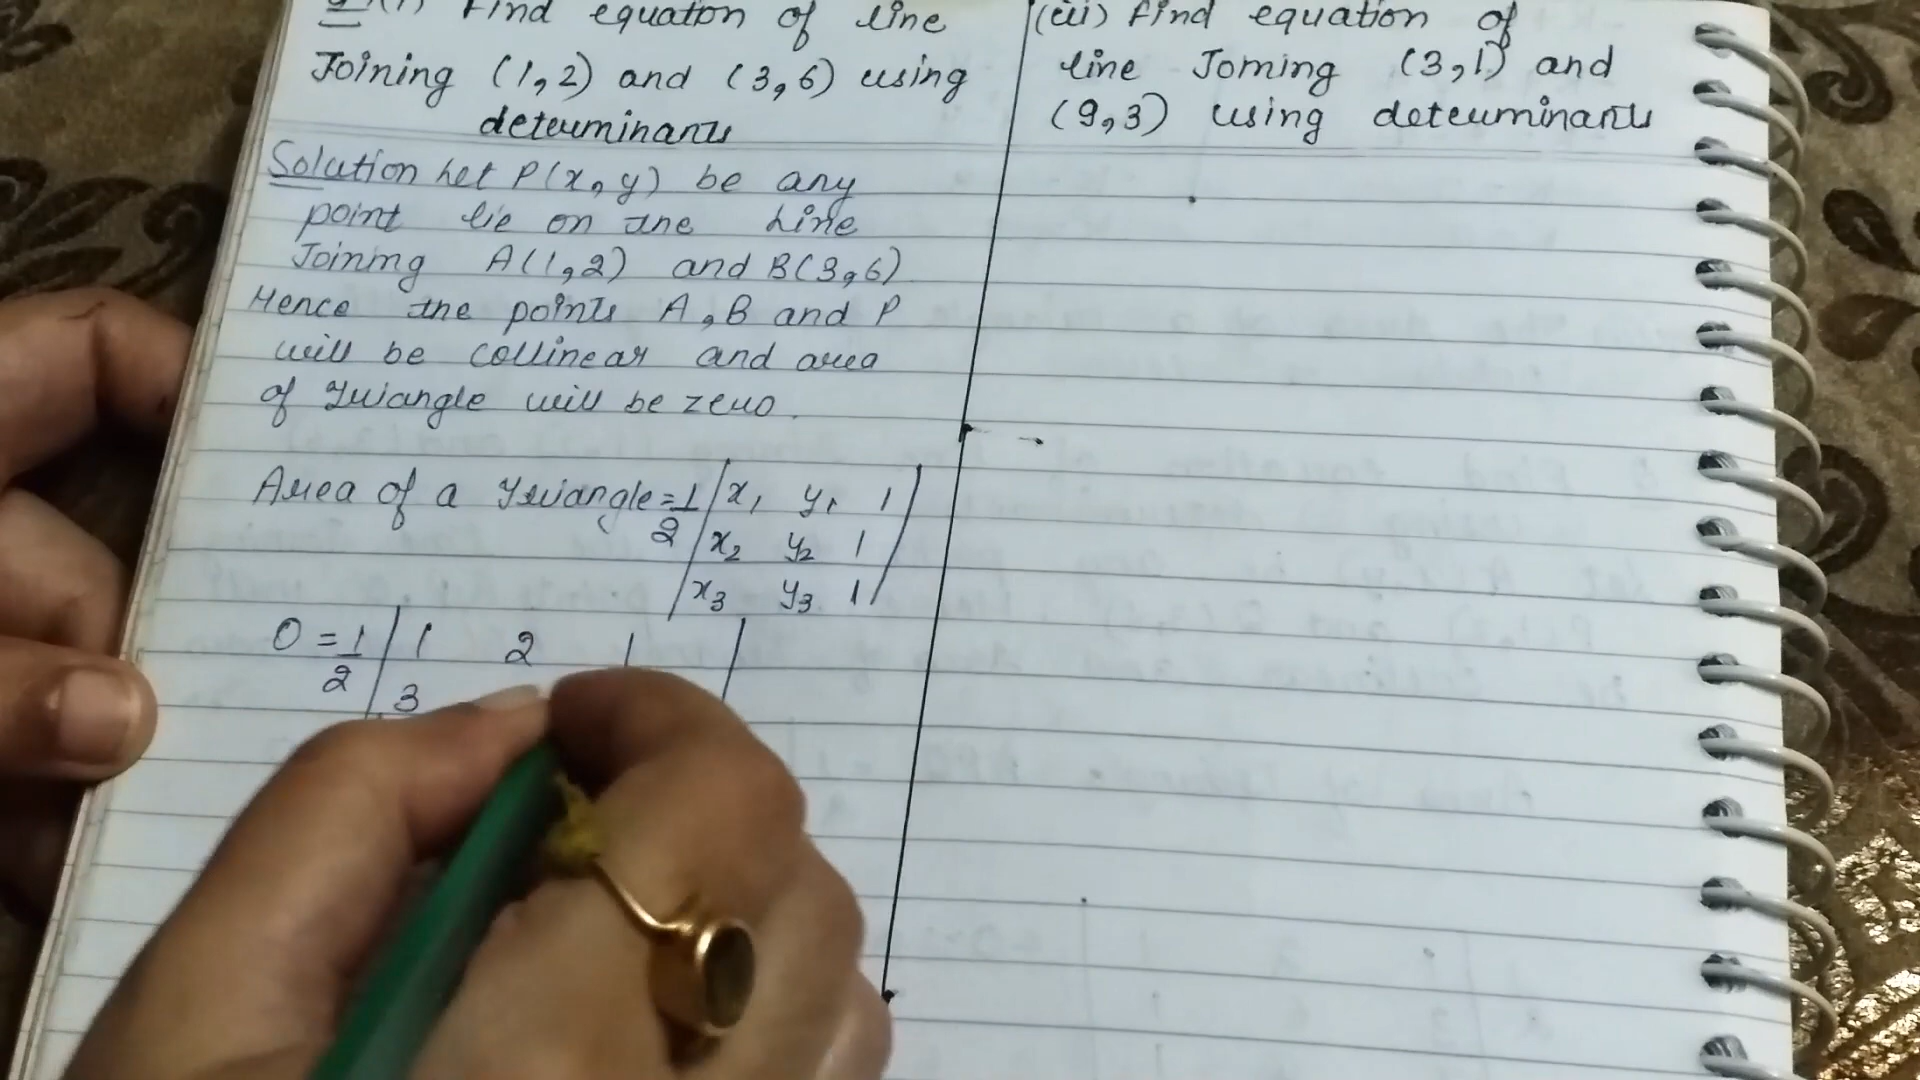 (i) Find equation of line
Joining (1,2) and (3,6) using
determinants
Solution Let P(x,y) be any
point lie on the Line
Joining A(1,2) and B(3,6)
Hence the points A,B and P
will be collinear and area
of triangle will be zero.
Area of a triangle = 1/2 | x₁ y₁ 1 |
| x₂ y₂ 1 |
| x₃ y₃ 1 |
0 = 1/2 | 1 2 1 |
| 3
(ii) Find equation of
line Joining (3,1) and
(9,3) using determinants